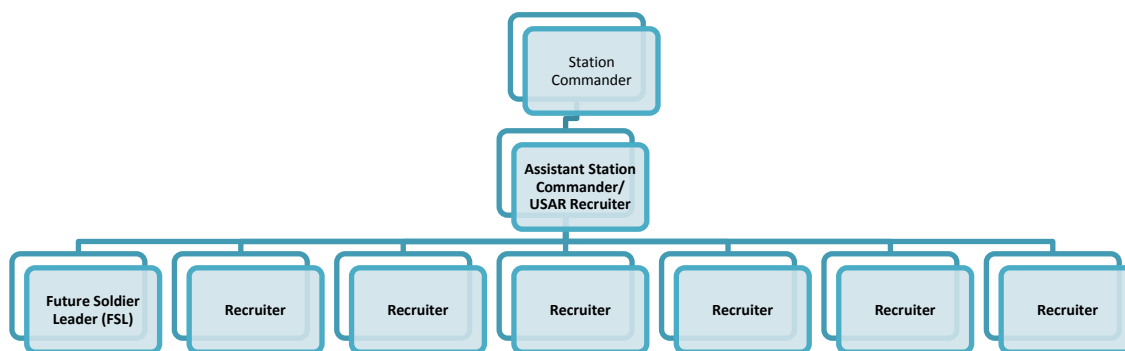 Station
Commander
Assistant Station
Commander/
USAR Recruiter
Future Soldier
Leader (FSL)
Recruiter
Recruiter
Recruiter
Recruiter
Recruiter
Recruiter